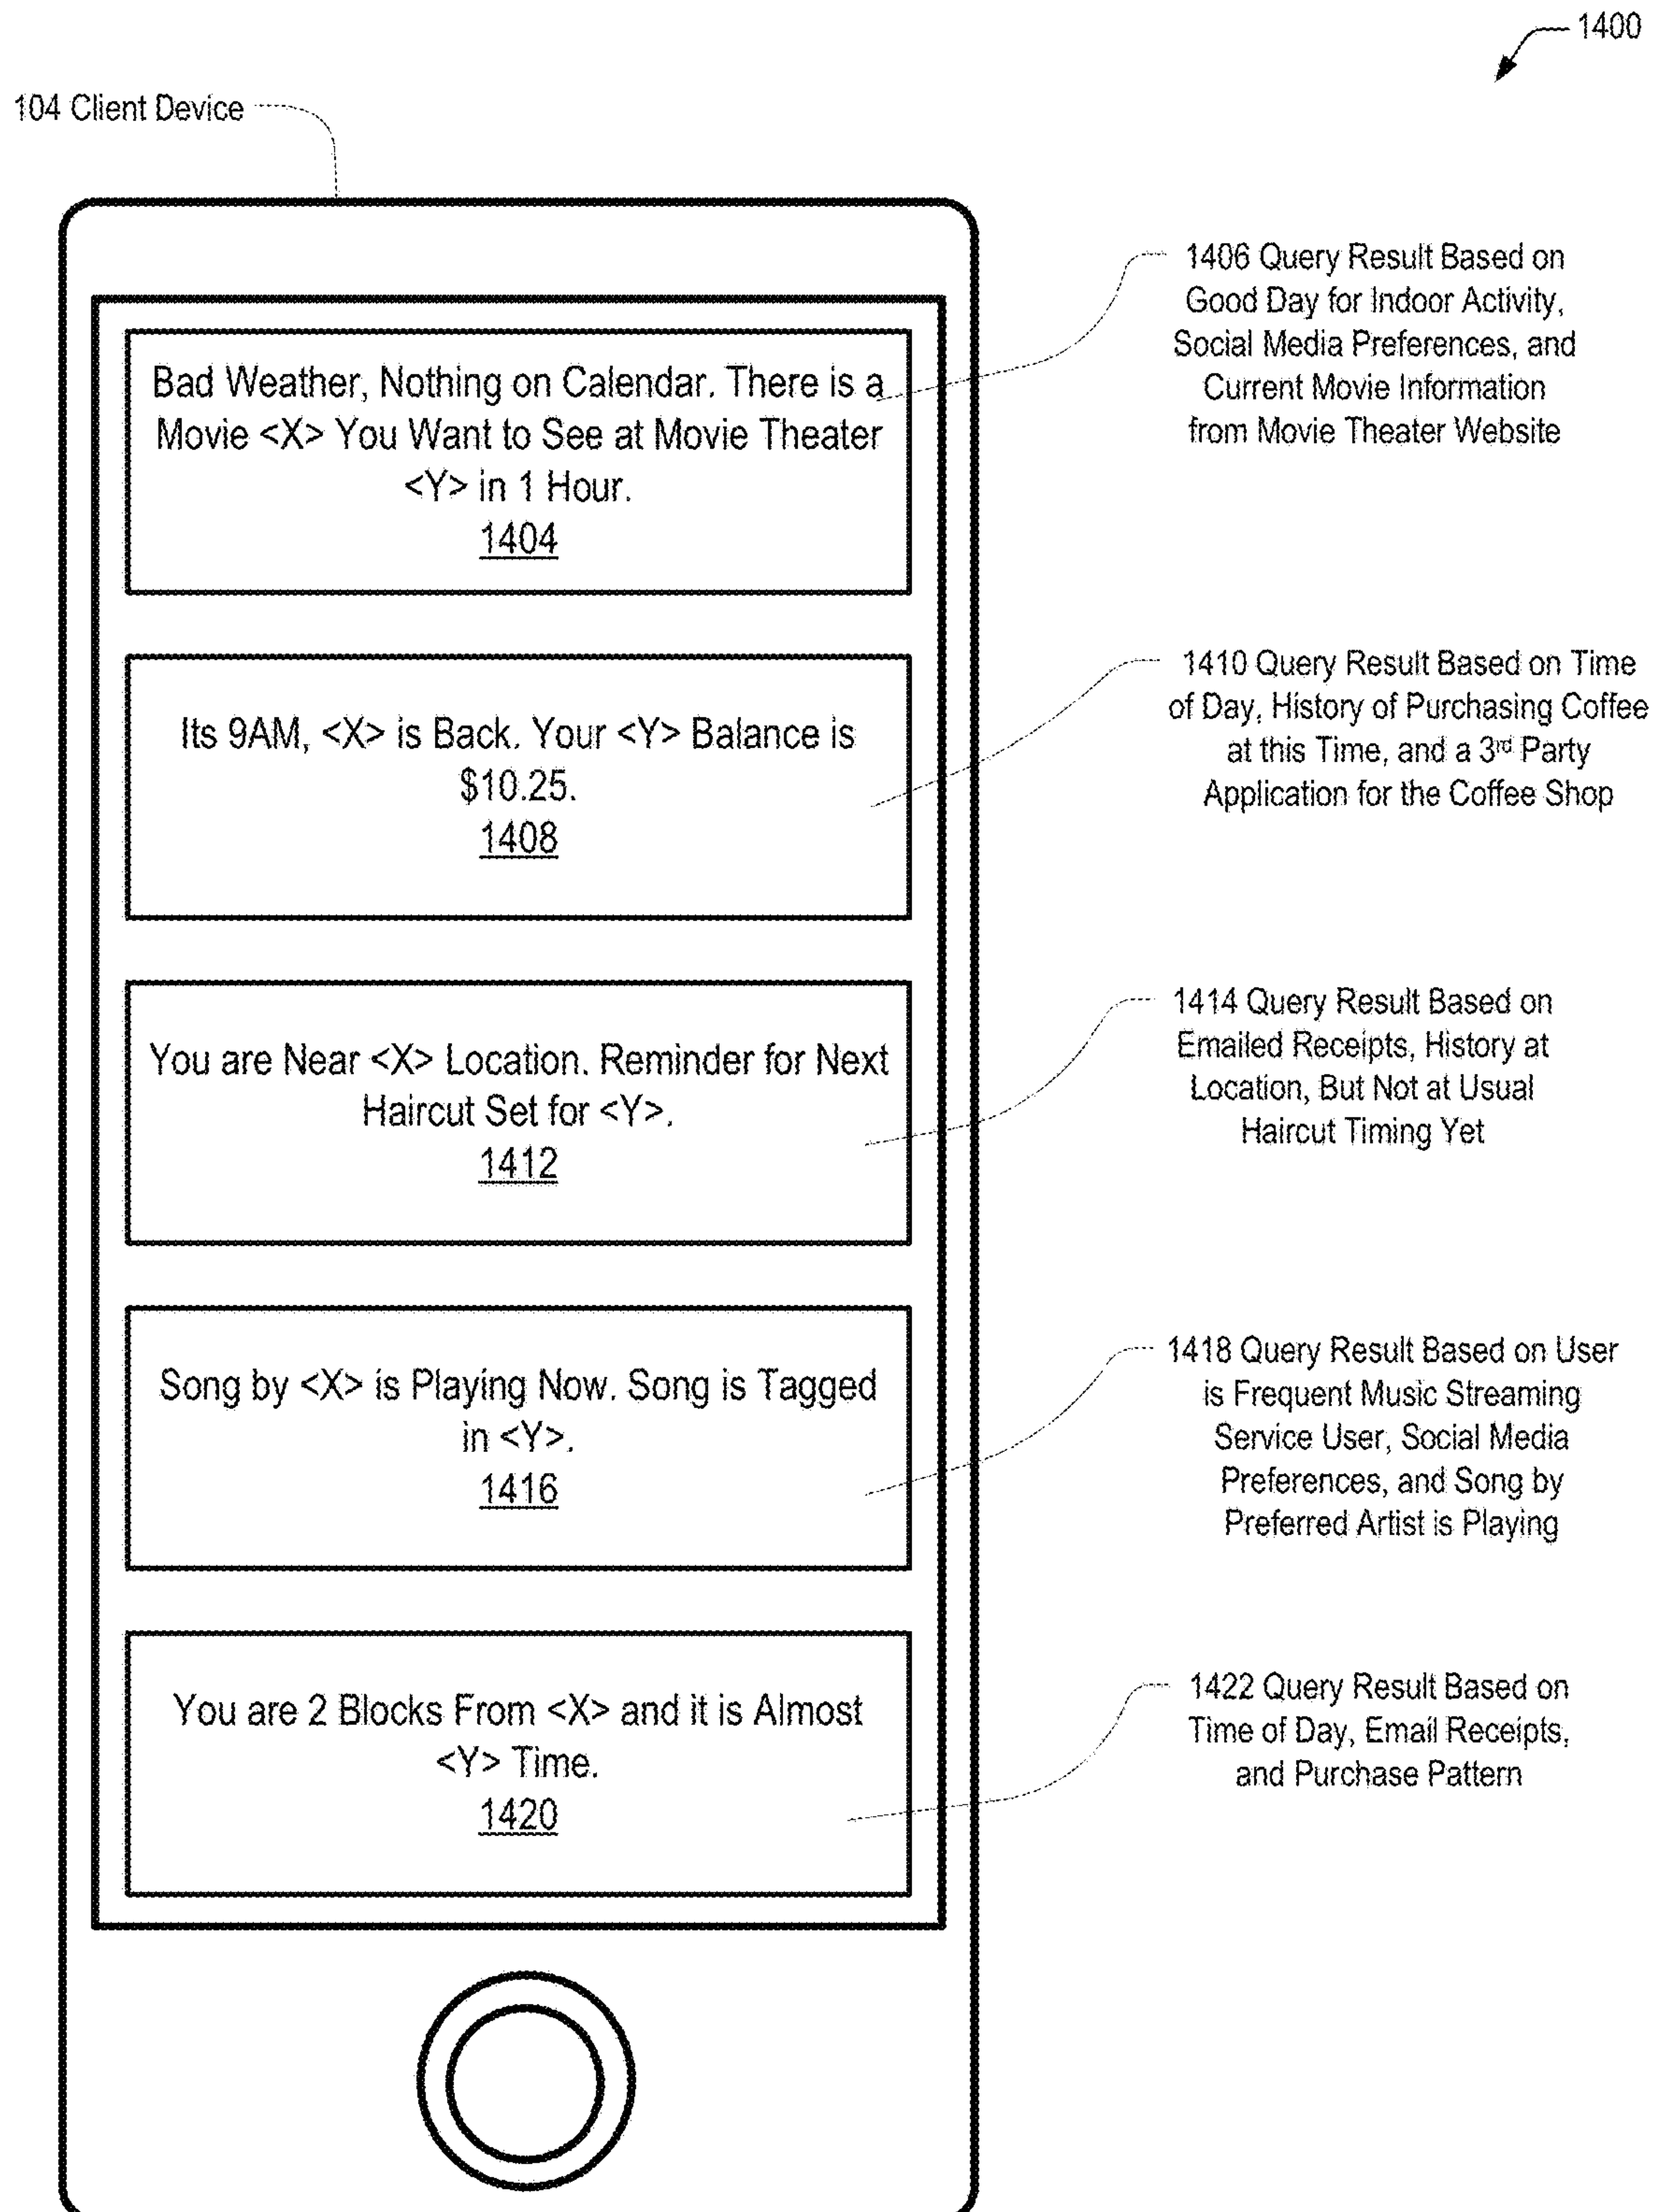 1400
104 Client Device
Bad Weather, Nothing on Calendar. There is a
Movie <X> You Want to See at Movie Theater
<Y> in 1 Hour.
1404
1406 Query Result Based on
Good Day for Indoor Activity,
Social Media Preferences, and
Current Movie Information
from Movie Theater Website
Its 9AM, <X> is Back. Your <Y> Balance is
$10.25.
1408
1410 Query Result Based on Time
of Day, History of Purchasing Coffee
at this Time, and a 3rd Party
Application for the Coffee Shop
You are Near <X> Location. Reminder for Next
Haircut Set for <Y>.
1412
1414 Query Result Based on
Emailed Receipts, History at
Location, But Not at Usual
Haircut Timing Yet
Song by <X> is Playing Now. Song is Tagged
in <Y>.
1416
1418 Query Result Based on User
is Frequent Music Streaming
Service User, Social Media
Preferences, and Song by
Preferred Artist is Playing
You are 2 Blocks From <X> and it is Almost
<Y> Time.
1420
1422 Query Result Based on
Time of Day, Email Receipts,
and Purchase Pattern